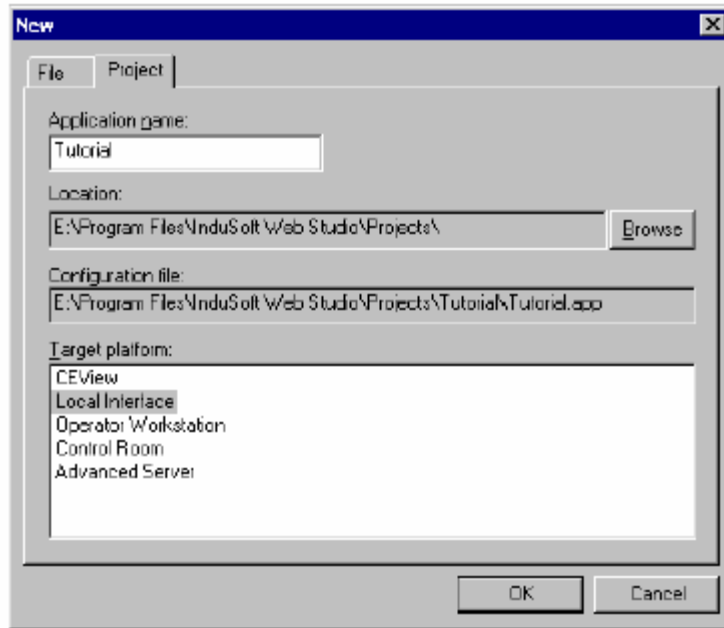 New
File
Project
Application name:
Tutorial
Location:
E:\Program Files\InduSoft Web Studio\Projects\
Browse
Configuration file:
E:\Program Files\InduSoft Web Studio\Projects\Tutorial\Tutorial.app
Target platform:
CEView
Local Interface
Operator Workstation
Control Room
Advanced Server
OK
Cancel